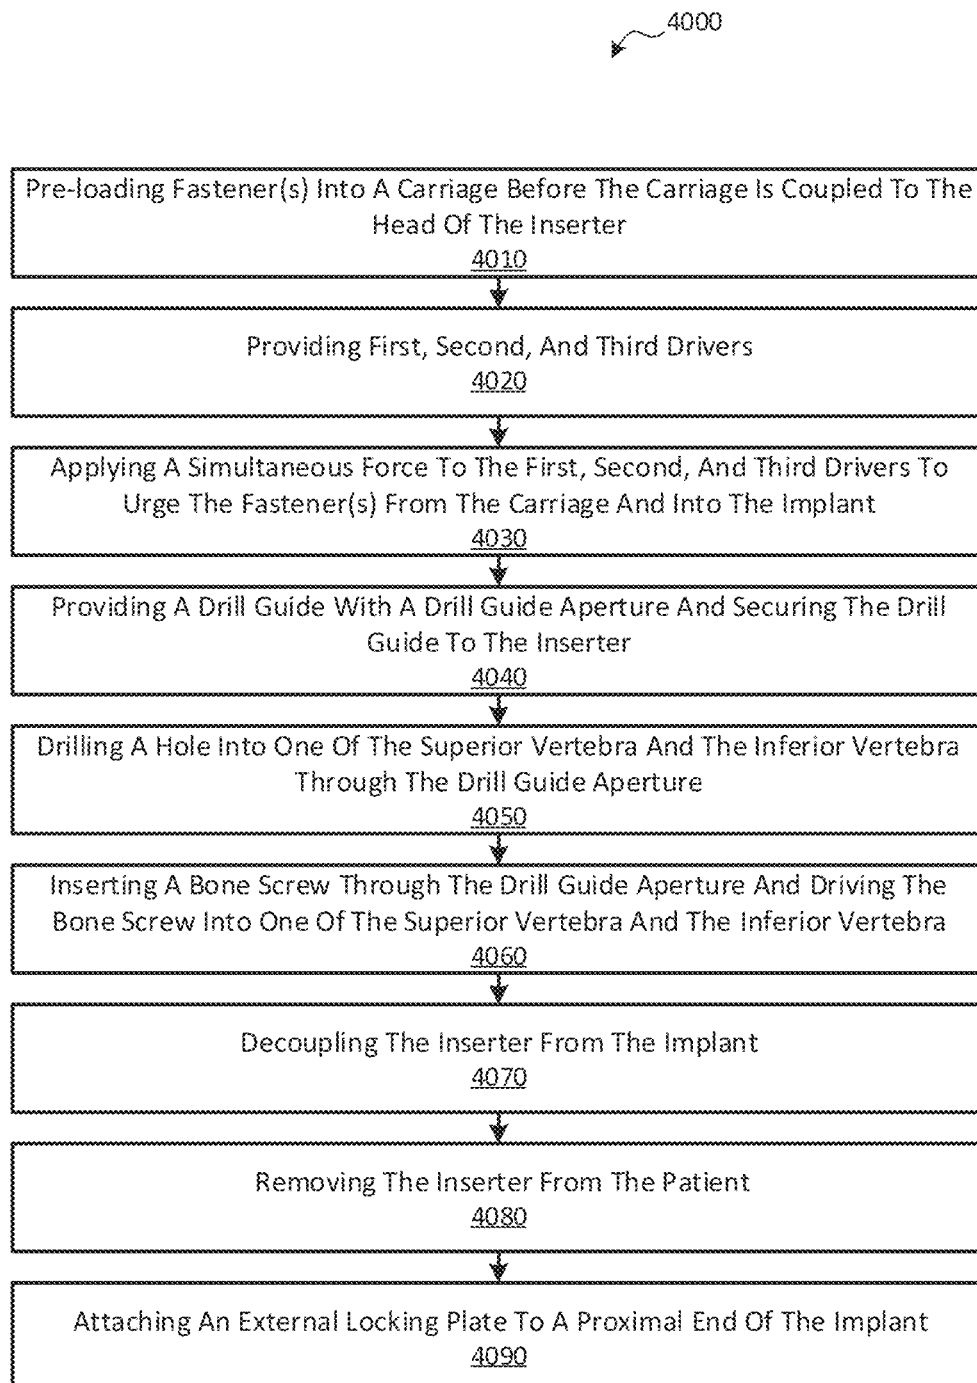 4000
Pre-loading Fastener(s) Into A Carriage Before The Carriage Is Coupled To The
Head Of The Inserter
4010
Providing First, Second, And Third Drivers
4020
Applying A Simultaneous Force To The First, Second, And Third Drivers To
Urge The Fastener(s) From The Carriage And Into The Implant
4030
Providing A Drill Guide With A Drill Guide Aperture And Securing The Drill
Guide To The Inserter
4040
Drilling A Hole Into One Of The Superior Vertebra And The Inferior Vertebra
Through The Drill Guide Aperture
4050
Inserting A Bone Screw Through The Drill Guide Aperture And Driving The
Bone Screw Into One Of The Superior Vertebra And The Inferior Vertebra
4060
Decoupling The Inserter From The Implant
4070
Removing The Inserter From The Patient
4080
Attaching An External Locking Plate To A Proximal End Of The Implant
4090